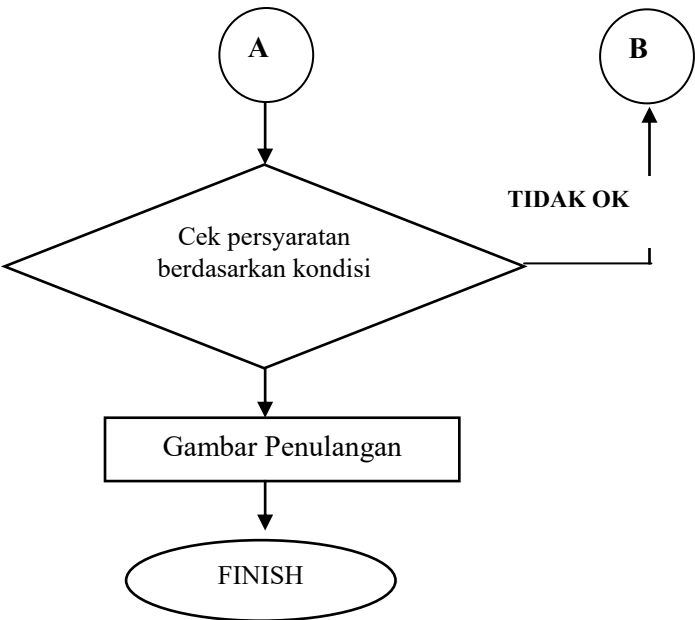 A
B
TIDAK OK
Cek persyaratan
berdasarkan kondisi
Gambar Penulangan
FINISH